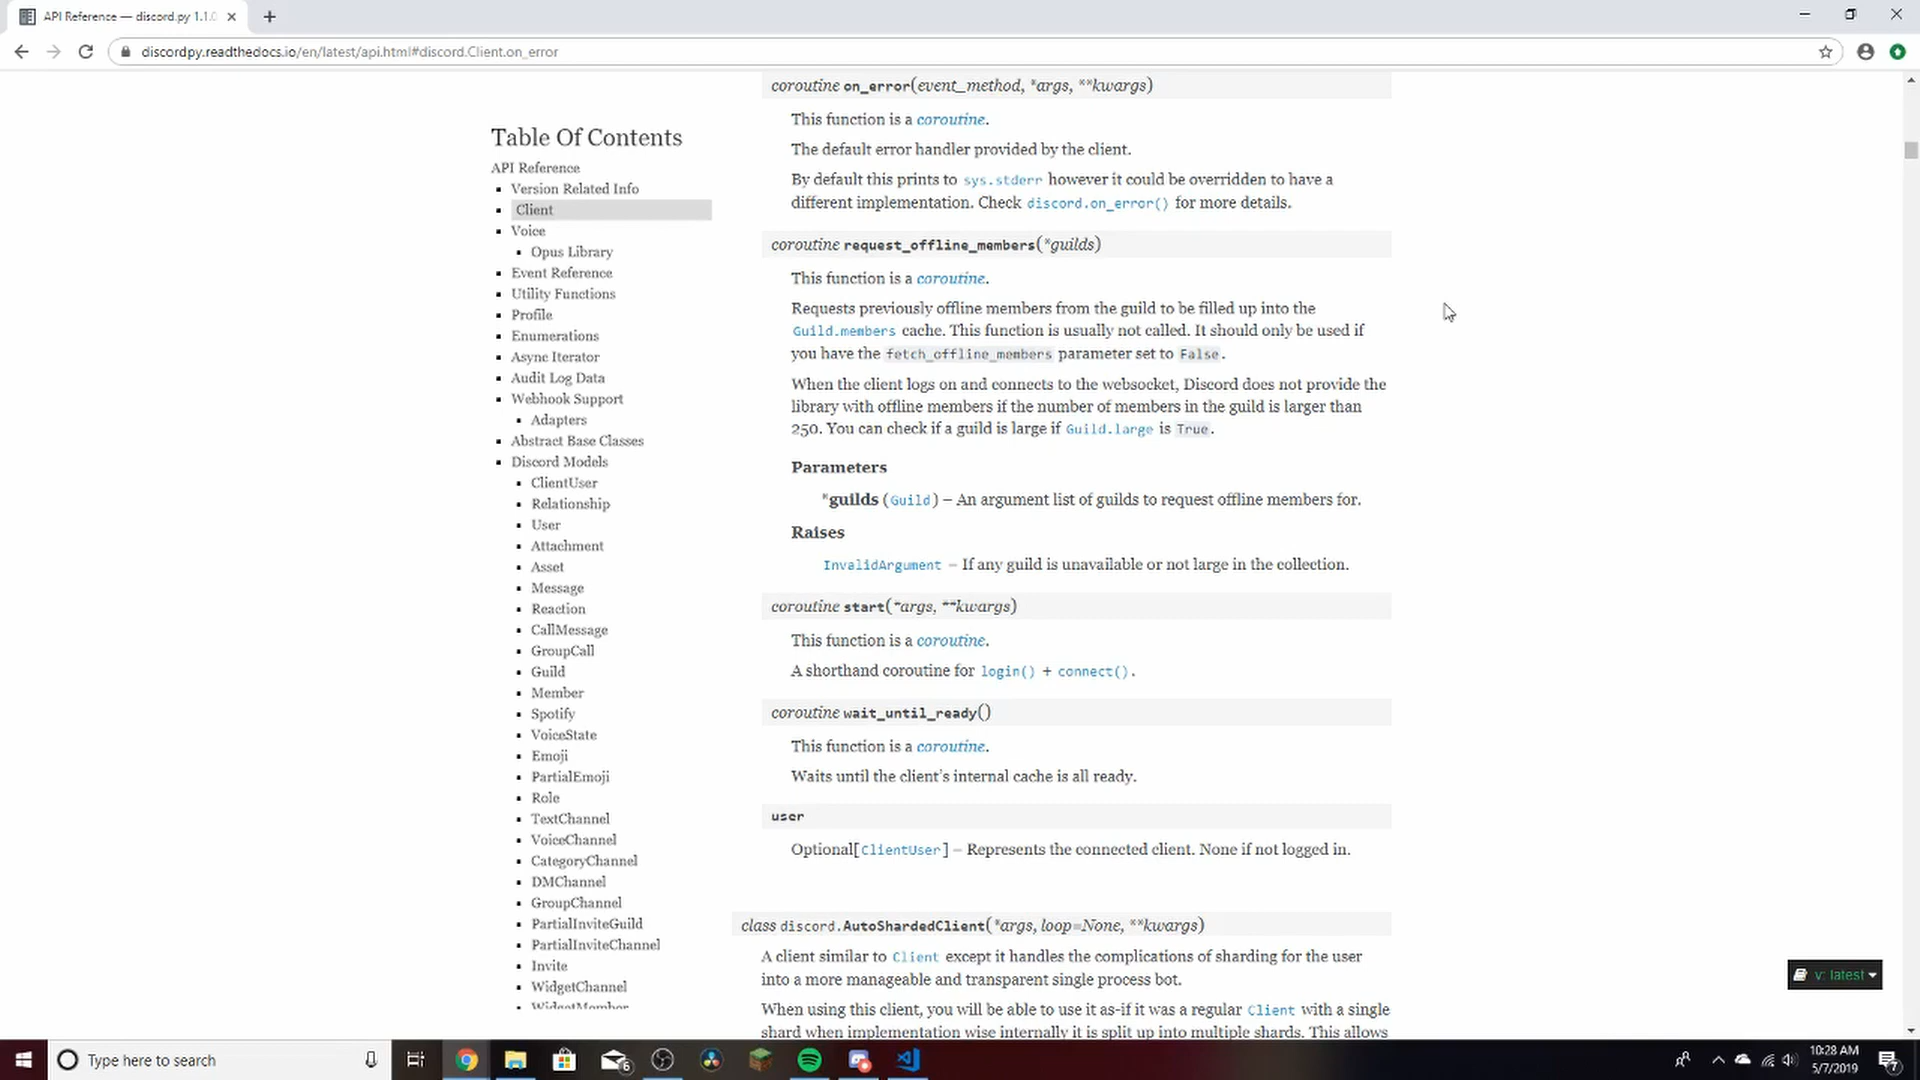 API Reference — discord.py 1.1.0
discordpy.readthedocs.io/en/latest/api.html#discord.Client.on_error
Table Of Contents
API Reference
Version Related Info
Client
Voice
Opus Library
Event Reference
Utility Functions
Profile
Enumerations
Async Iterator
Audit Log Data
Webhook Support
Adapters
Abstract Base Classes
Discord Models
ClientUser
Relationship
User
Attachment
Asset
Message
Reaction
CallMessage
GroupCall
Guild
Member
Spotify
VoiceState
Emoji
PartialEmoji
Role
TextChannel
VoiceChannel
CategoryChannel
DMChannel
GroupChannel
PartialInviteGuild
PartialInviteChannel
Invite
WidgetChannel
WidgetMember
coroutine on_error(event_method, *args, **kwargs)
This function is a coroutine.
The default error handler provided by the client.
By default this prints to sys.stderr however it could be overridden to have a
different implementation. Check discord.on_error() for more details.
coroutine request_offline_members(*guilds)
This function is a coroutine.
Requests previously offline members from the guild to be filled up into the
Guild.members cache. This function is usually not called. It should only be used if
you have the fetch_offline_members parameter set to False.
When the client logs on and connects to the websocket, Discord does not provide the
library with offline members if the number of members in the guild is larger than
250. You can check if a guild is large if Guild.large is True.
Parameters
*guilds (Guild) – An argument list of guilds to request offline members for.
Raises
InvalidArgument – If any guild is unavailable or not large in the collection.
coroutine start(*args, **kwargs)
This function is a coroutine.
A shorthand coroutine for login() + connect().
coroutine wait_until_ready()
This function is a coroutine.
Waits until the client's internal cache is all ready.
user
Optional[ClientUser] – Represents the connected client. None if not logged in.
class discord.AutoShardedClient(*args, loop=None, **kwargs)
A client similar to Client except it handles the complications of sharding for the user
into a more manageable and transparent single process bot.
When using this client, you will be able to use it as-if it was a regular Client with a single
shard when implementation wise internally it is split up into multiple shards. This allows
v: latest
Type here to search
6
10:28 AM
5/7/2019
7